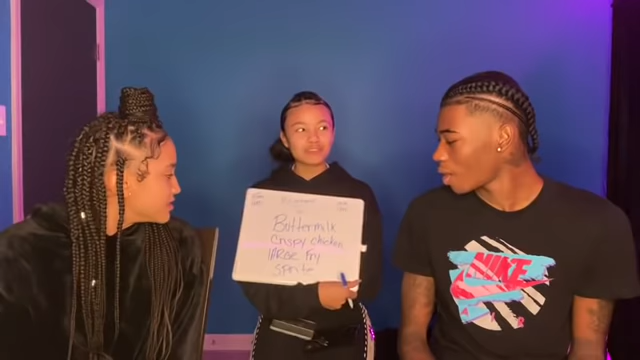 Buttermilk
Crispy chicken
lARGE Fry
Sprite
NIKE